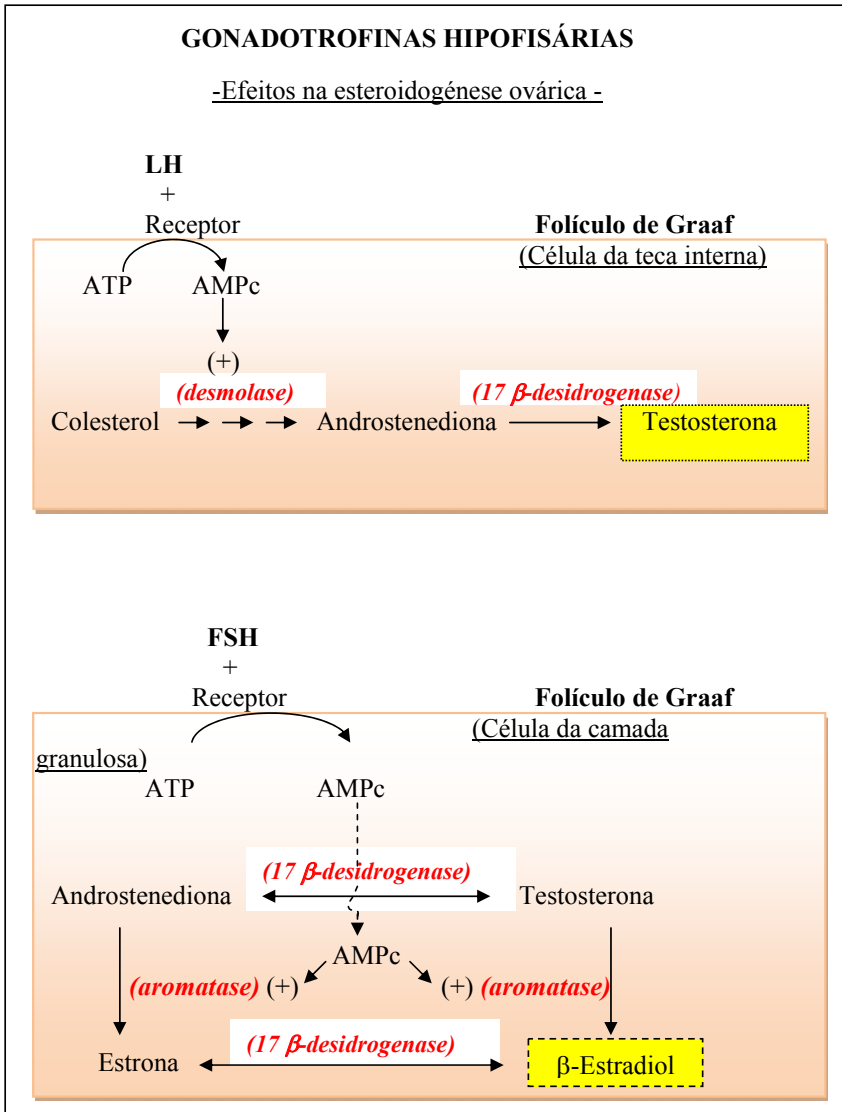 GONADOTROFINAS HIPOFISÁRIAS
-Efeitos na esteroidogénese ovárica -
LH
+
Receptor
Folículo de Graaf
(Célula da teca interna)
ATP AMPc
(+)
(desmolase) (17 β-desidrogenase)
Colesterol Androstenediona Testosterona
FSH
+
Receptor
Folículo de Graaf
(Célula da camada
granulosa)
ATP AMPc
(17 β-desidrogenase)
Androstenediona Testosterona
AMPc
(aromatase) (+) (+) (aromatase)
(17 β-desidrogenase)
Estrona β-Estradiol